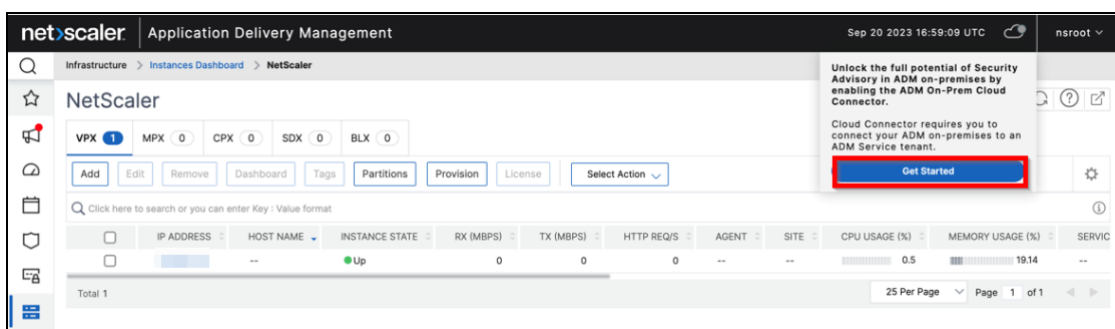 net>scaler. Application Delivery Management Sep 20 2023 16:59:09 UTC nsroot
Infrastructure > Instances Dashboard > NetScaler
Unlock the full potential of Security
Advisory in ADM on-premises by
enabling the ADM On-Prem Cloud
Connector.
Cloud Connector requires you to
connect your ADM on-premises to an
ADM Service tenant.
Get Started
NetScaler
VPX 1 MPX 0 CPX 0 SDX 0 BLX 0
Add Edit Remove Dashboard Tags Partitions Provision License Select Action
Click here to search or you can enter Key : Value format
IP ADDRESS HOST NAME INSTANCE STATE RX (MBPS) TX (MBPS) HTTP REQ/S AGENT SITE CPU USAGE (%) MEMORY USAGE (%) SERVIC
-- Up 0 0 0 -- -- 0.5 19.14 --
Total 1 25 Per Page Page 1 of 1